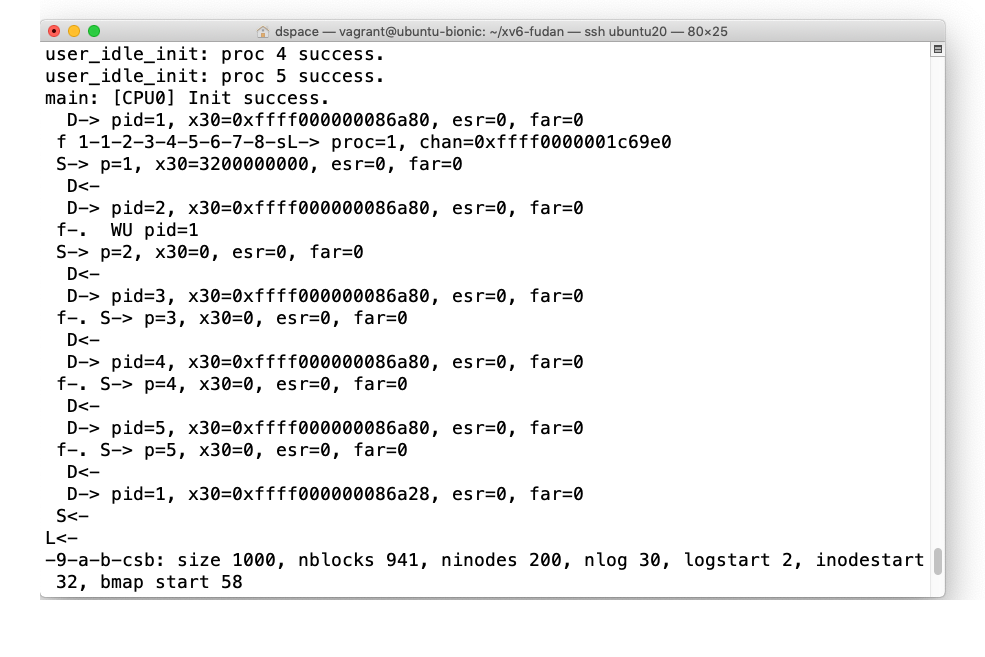 dspace — vagrant@ubuntu-bionic: ~/xv6-fudan — ssh ubuntu20 — 80×25
user_idle_init: proc 4 success.
user_idle_init: proc 5 success.
main: [CPU0] Init success.
  D-> pid=1, x30=0xffff000000086a80, esr=0, far=0
 f 1-1-2-3-4-5-6-7-8-sL-> proc=1, chan=0xffff0000001c69e0
 S-> p=1, x30=3200000000, esr=0, far=0
  D<-
  D-> pid=2, x30=0xffff000000086a80, esr=0, far=0
 f-.  WU pid=1
 S-> p=2, x30=0, esr=0, far=0
  D<-
  D-> pid=3, x30=0xffff000000086a80, esr=0, far=0
 f-. S-> p=3, x30=0, esr=0, far=0
  D<-
  D-> pid=4, x30=0xffff000000086a80, esr=0, far=0
 f-. S-> p=4, x30=0, esr=0, far=0
  D<-
  D-> pid=5, x30=0xffff000000086a80, esr=0, far=0
 f-. S-> p=5, x30=0, esr=0, far=0
  D<-
  D-> pid=1, x30=0xffff000000086a28, esr=0, far=0
 S<-
L<-
-9-a-b-csb: size 1000, nblocks 941, ninodes 200, nlog 30, logstart 2, inodestart
 32, bmap start 58